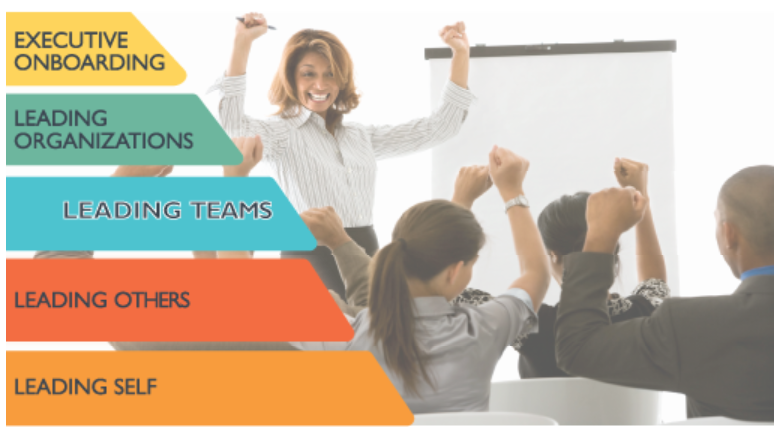 EXECUTIVE
ONBOARDING
LEADING
ORGANIZATIONS
LEADING TEAMS
LEADING OTHERS
LEADING SELF